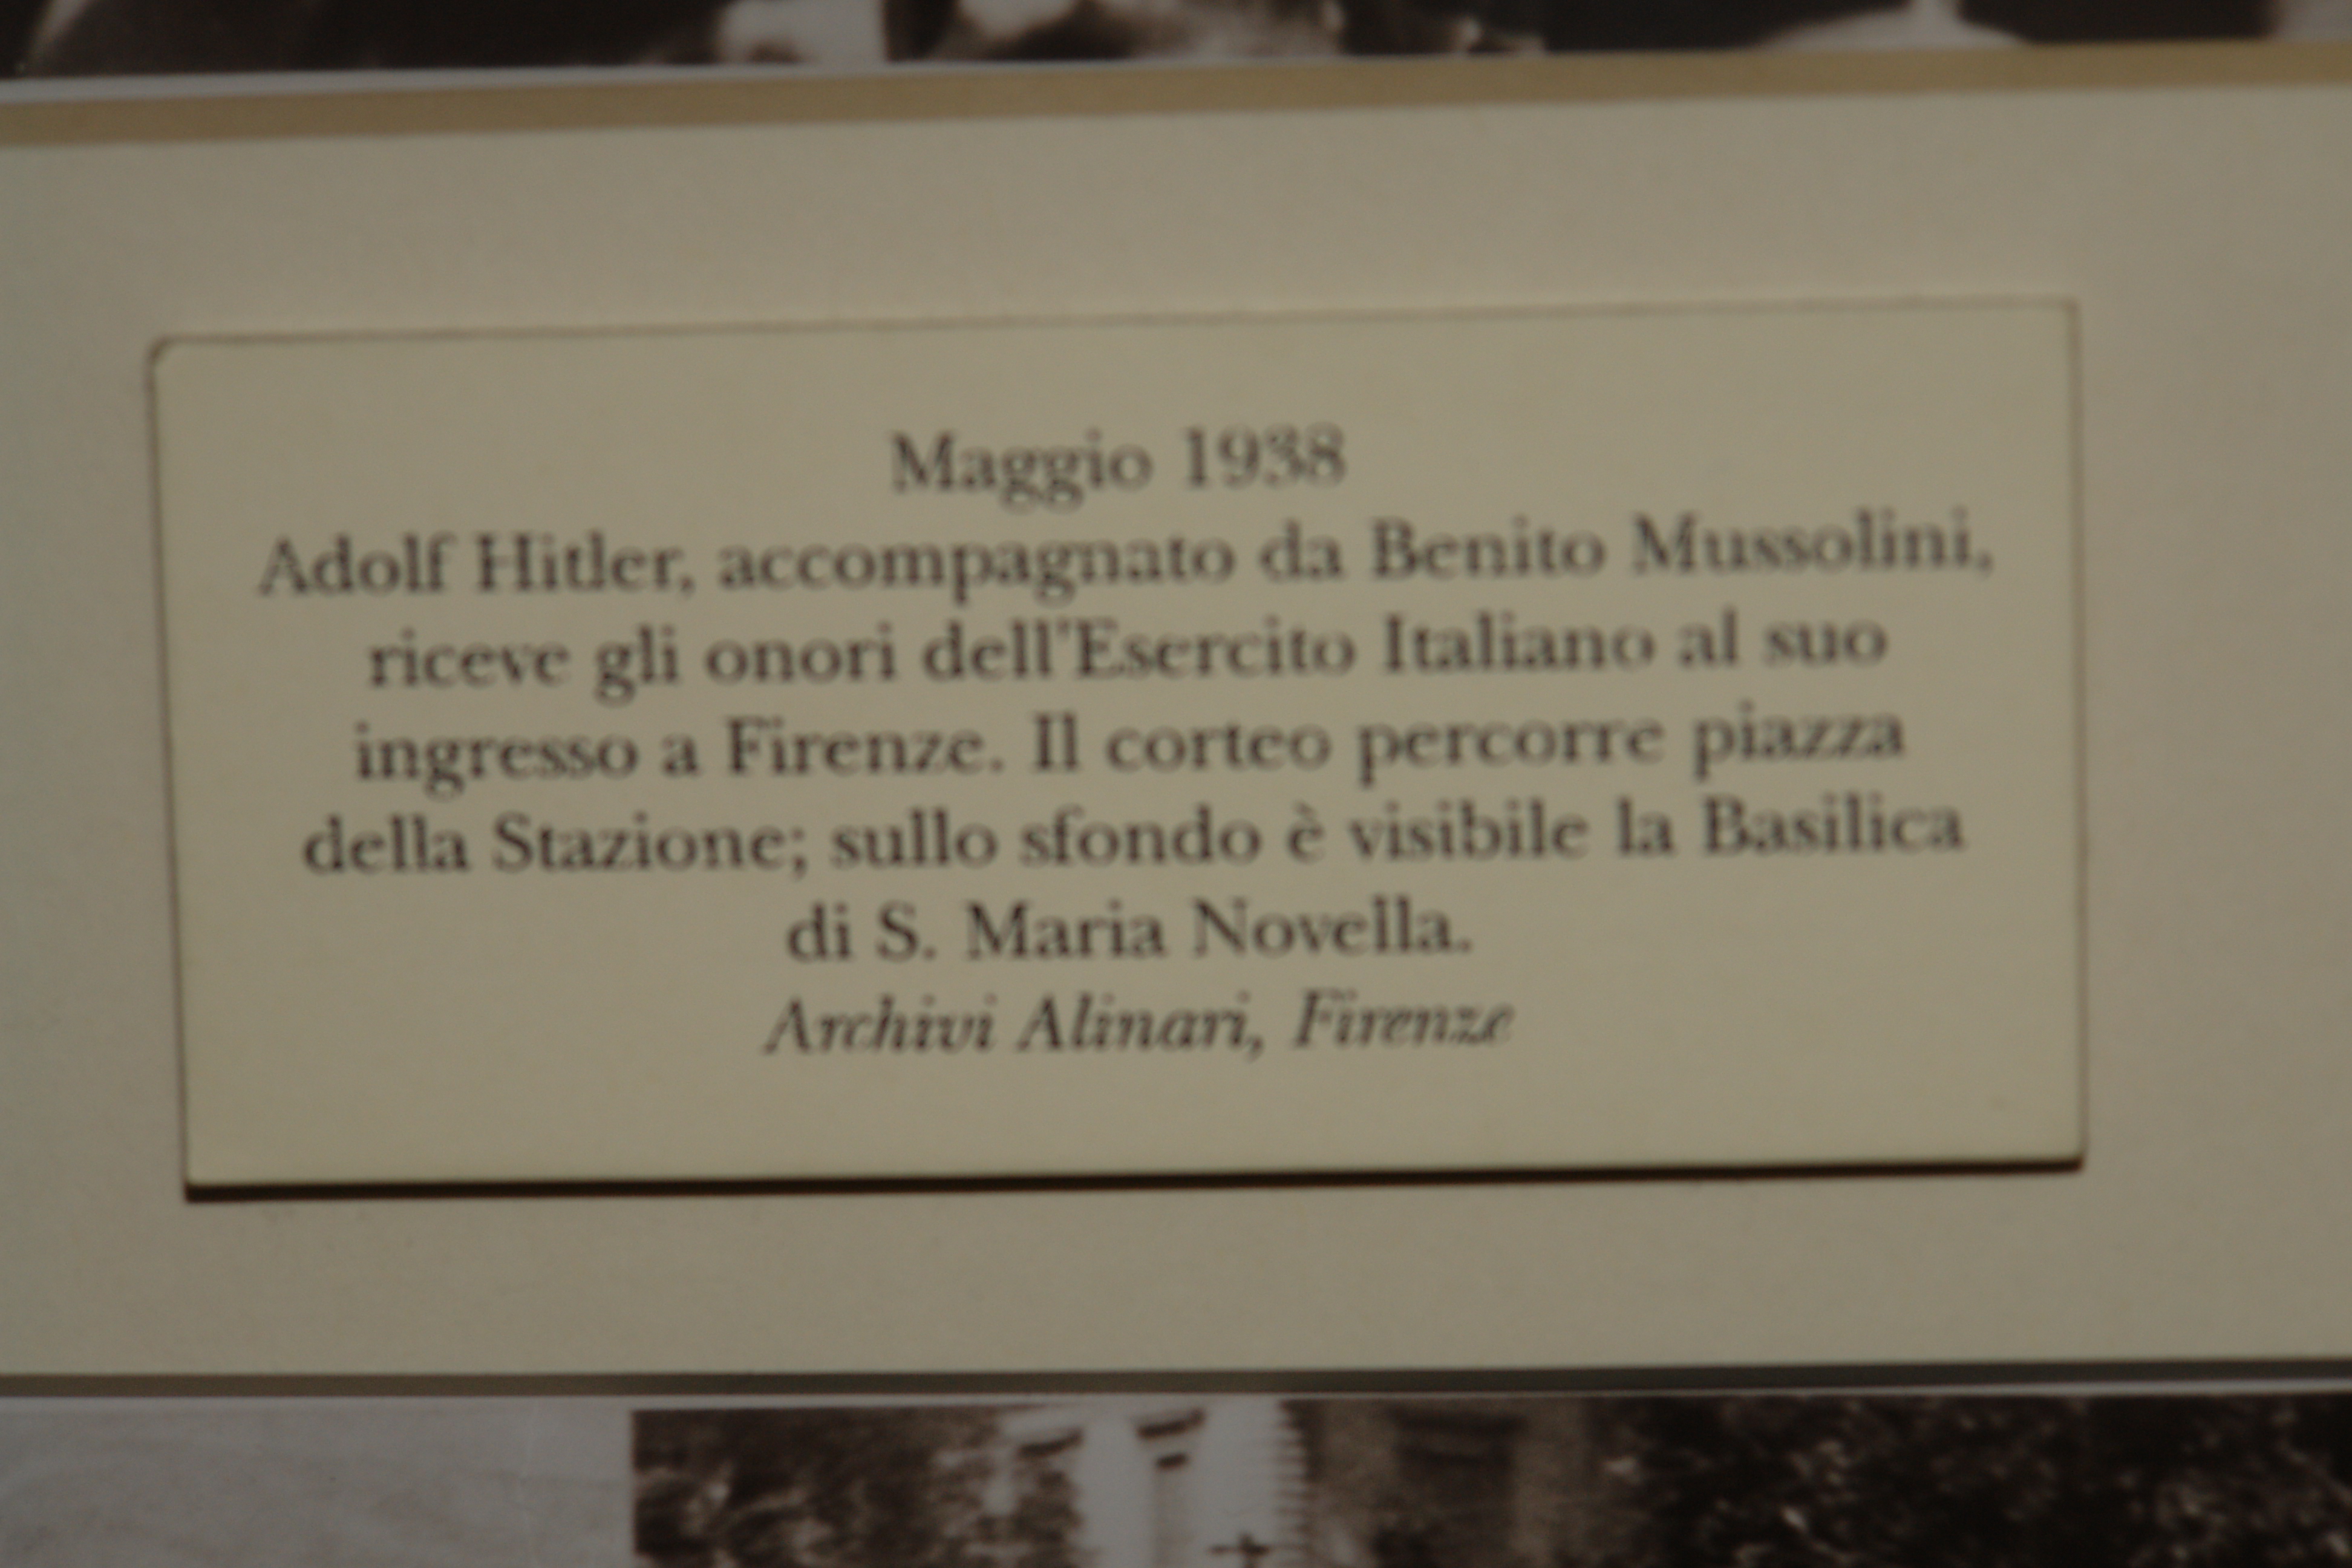 Maggio 1938
Adolf Hitler, accompagnato da Benito Mussolini,
riceve gli onori dell'Esercito Italiano al suo
ingresso a Firenze. Il corteo percorre piazza
della Stazione; sullo sfondo è visibile la Basilica
di S. Maria Novella.
Archivi Alinari, Firenze